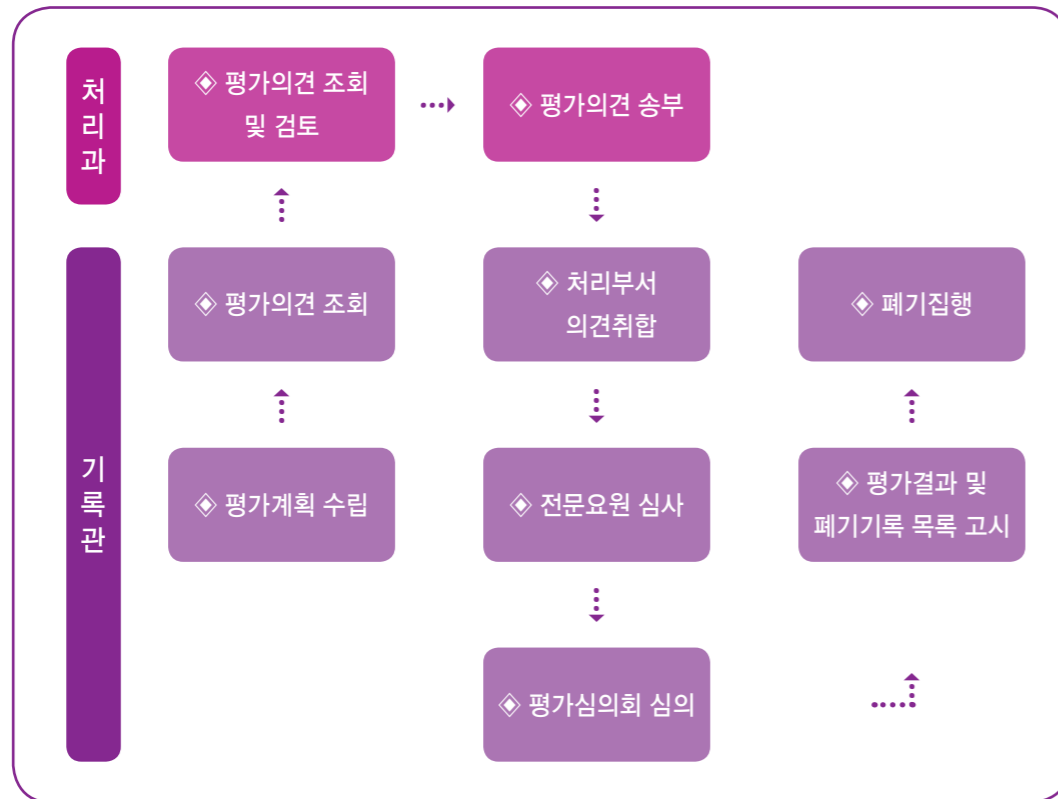 처리과
◈ 평가의견 조회
및 검토
◈ 평가의견 송부
기록관
◈ 평가의견 조회
◈ 처리부서
의견취합
◈ 폐기집행
◈ 평가계획 수립
◈ 전문요원 심사
◈ 평가결과 및
폐기기록 목록 고시
◈ 평가심의회 심의